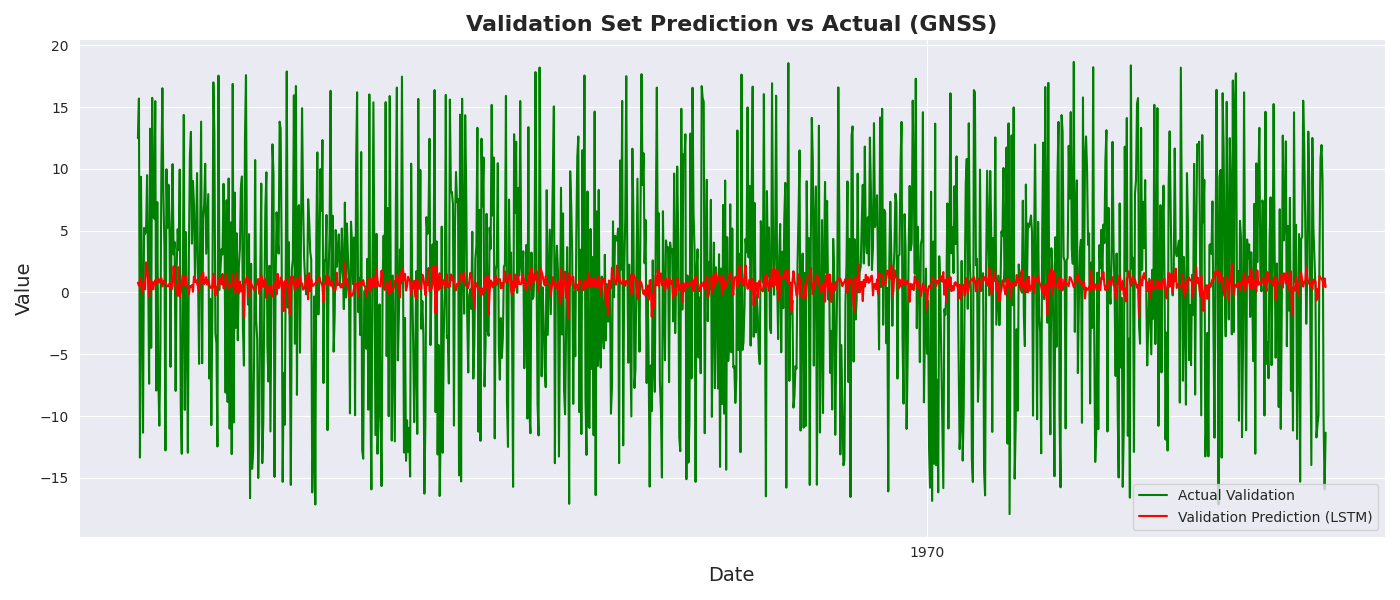 Validation Set Prediction vs Actual (GNSS)
Value
20
15
10
5
0
−5
−10
−15
Actual Validation
Validation Prediction (LSTM)
1970
Date